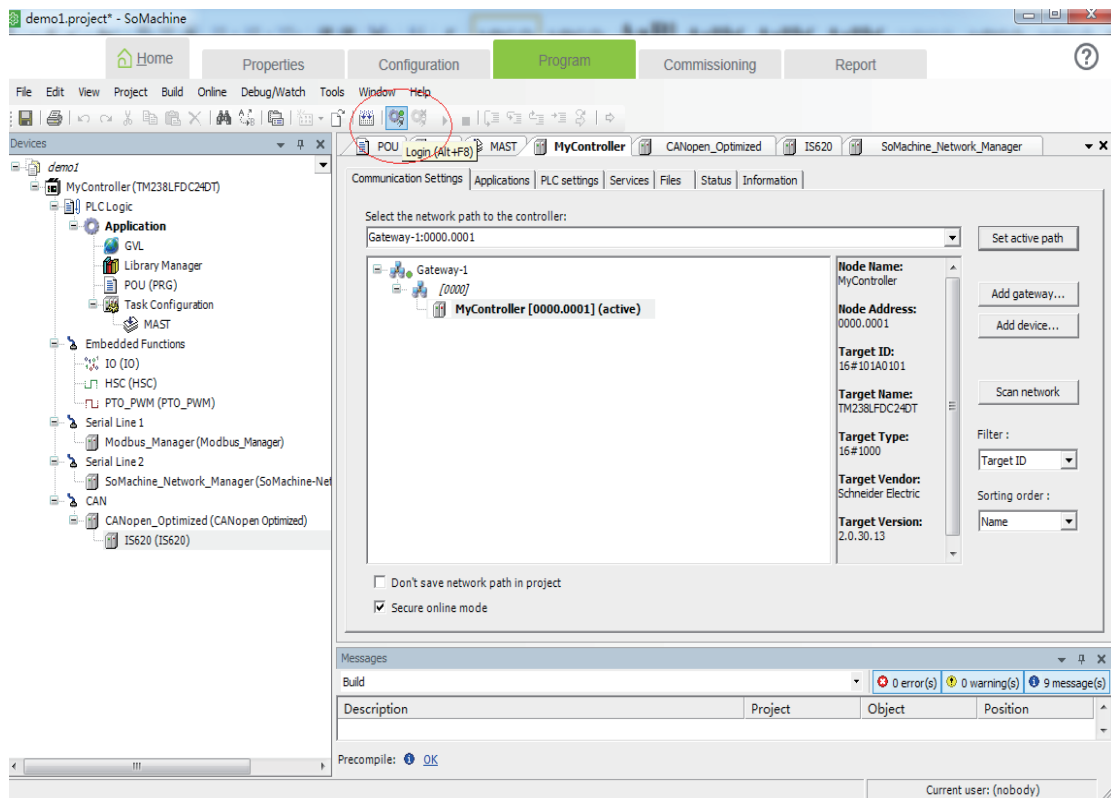 demo1.project* - SoMachine
Home Properties Configuration Program Commissioning Report
File Edit View Project Build Online Debug/Watch Tools Window Help
Devices
POU MAST MyController CANopen_Optimized IS620 SoMachine_Network_Manager
Login (Alt+F8)
demo1
MyController (TM238LFDC24DT)
PLC Logic
Application
GVL
Library Manager
POU (PRG)
Task Configuration
MAST
Embedded Functions
IO (IO)
HSC (HSC)
PTO_PWM (PTO_PWM)
Serial Line 1
Modbus_Manager (Modbus_Manager)
Serial Line 2
SoMachine_Network_Manager (SoMachine-Net
CAN
CANopen_Optimized (CANopen Optimized)
IS620 (IS620)
Communication Settings Applications PLC settings Services Files Status Information
Select the network path to the controller:
Gateway-1:0000.0001
Set active path
Gateway-1
[0000]
MyController [0000.0001] (active)
Node Name:
MyController
Node Address:
0000.0001
Target ID:
16#101A0101
Target Name:
TM238LFDC24DT
Target Type:
16#1000
Target Vendor:
Schneider Electric
Target Version:
2.0.30.13
Add gateway...
Add device...
Scan network
Filter :
Target ID
Sorting order :
Name
Don't save network path in project
Secure online mode
Messages
Build
0 error(s) 0 warning(s) 9 message(s)
Description Project Object Position
Precompile: OK
Current user: (nobody)